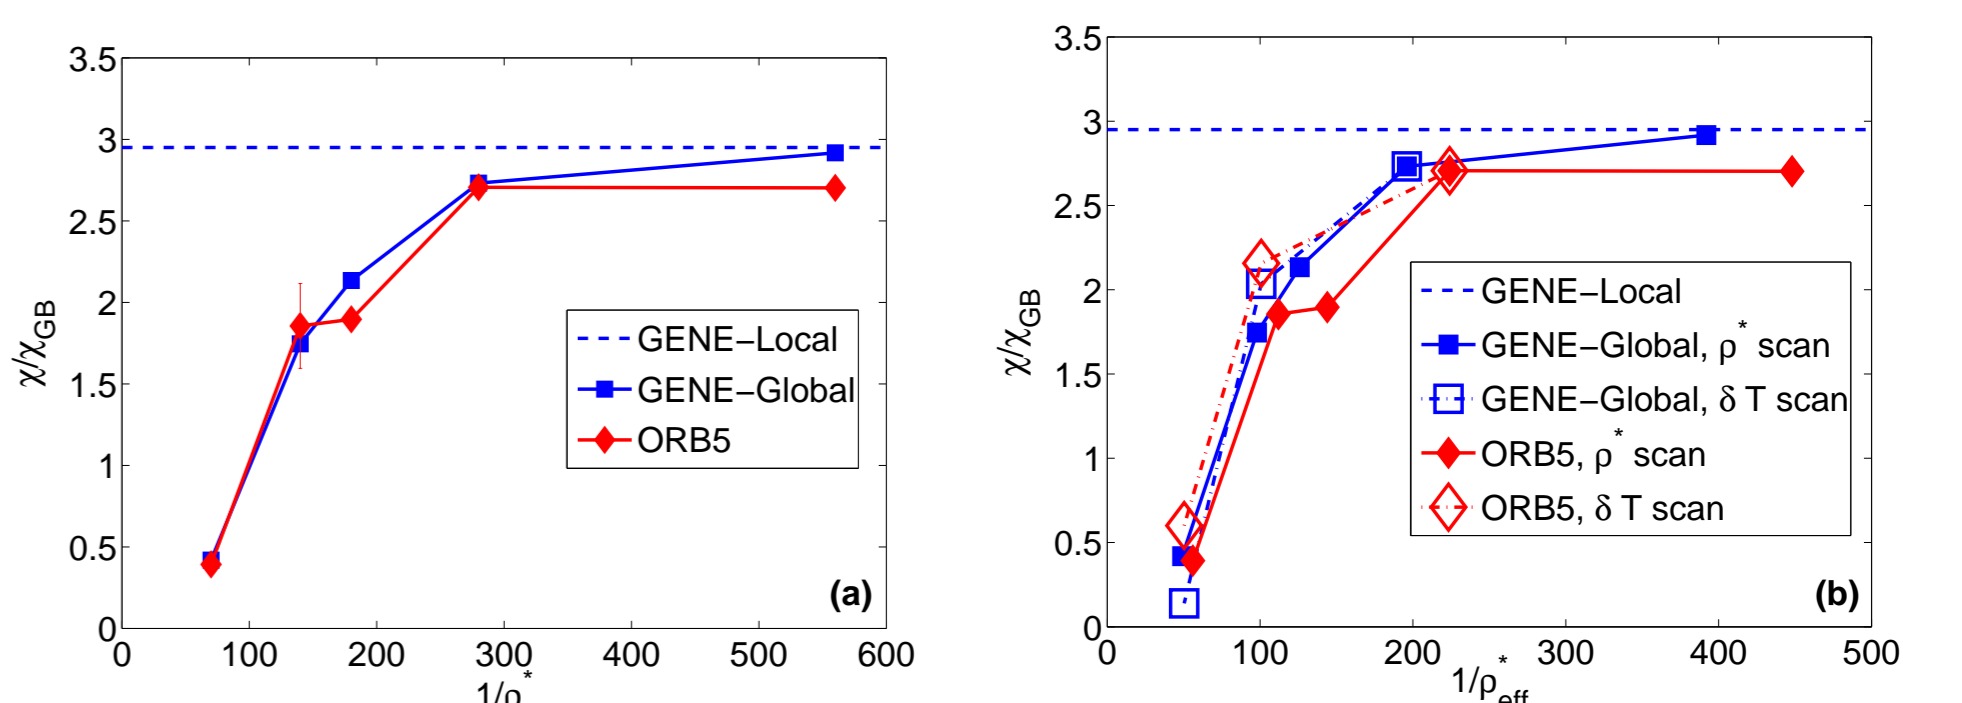 3.5
3
2.5
2
1.5
1
0.5
0
0 100 200 300 400 500 600
χ/χGB
1/ρ*
GENE−Local
GENE−Global
ORB5
(a)
3.5
3
2.5
2
1.5
1
0.5
0
0 100 200 300 400 500
χ/χGB
1/ρ*eff
GENE−Local
GENE−Global, ρ* scan
GENE−Global, δ T scan
ORB5, ρ* scan
ORB5, δ T scan
(b)